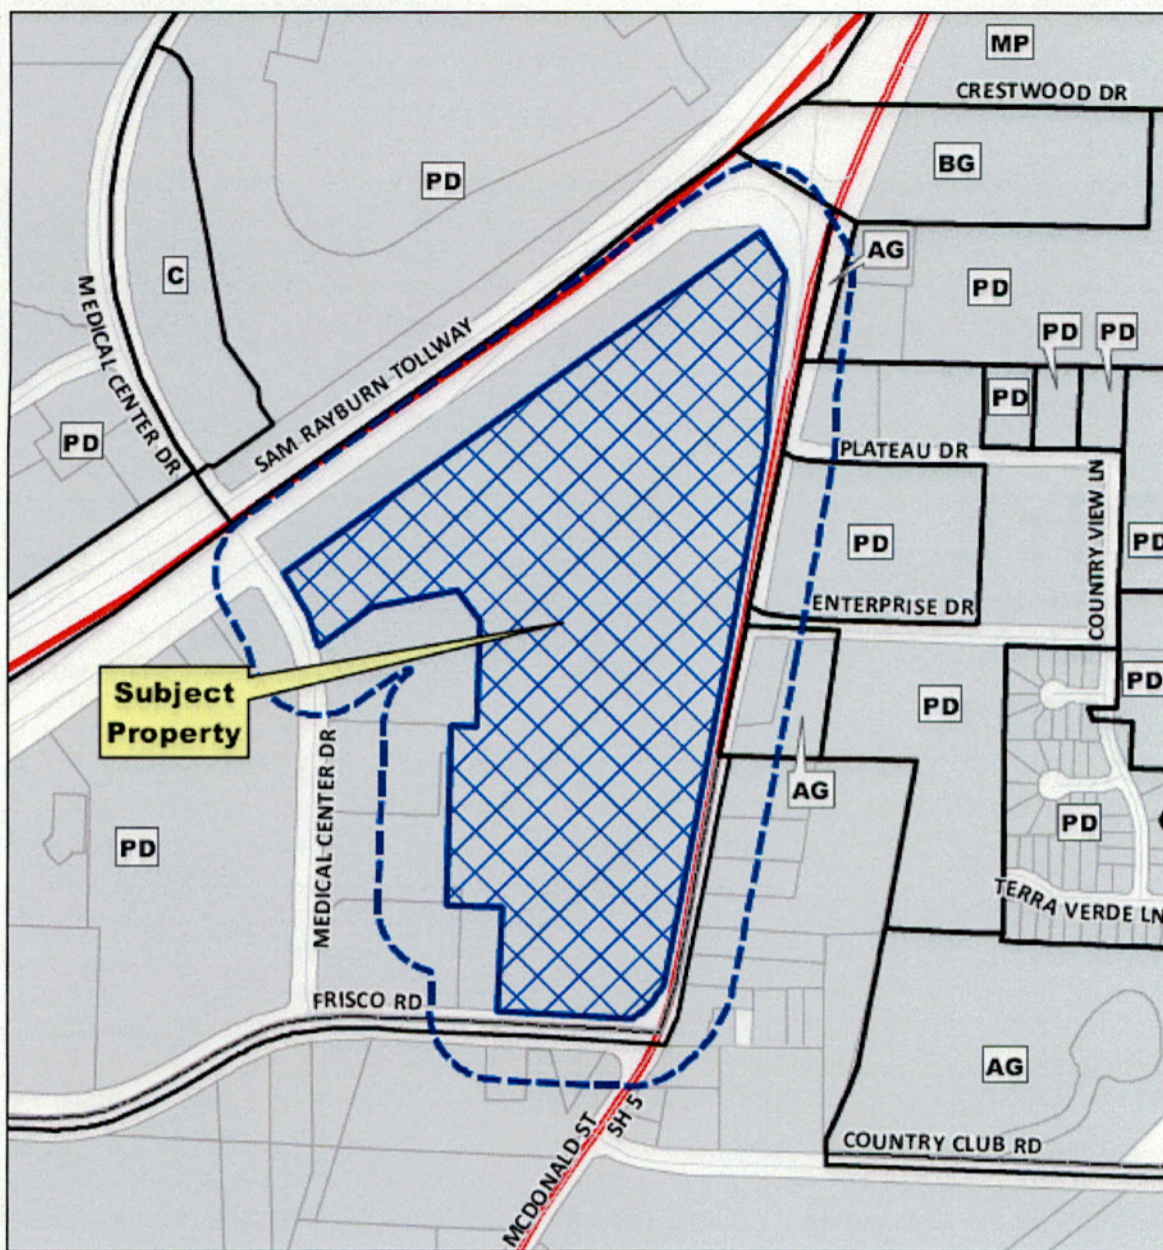 MP
CRESTWOOD DR
BG
PD
AG
C
PD
PD
PD
MEDICAL CENTER DR
SAM RAYBURN TOLLWAY
PD
PD
PLATEAU DR
COUNTRY VIEW LN
PD
PD
ENTERPRISE DR
Subject
Property
PD
PD
MEDICAL CENTER DR
AG
PD
PD
TERRA VERDE LN
FRISCO RD
AG
MCDONALD ST
SH 5
COUNTRY CLUB RD